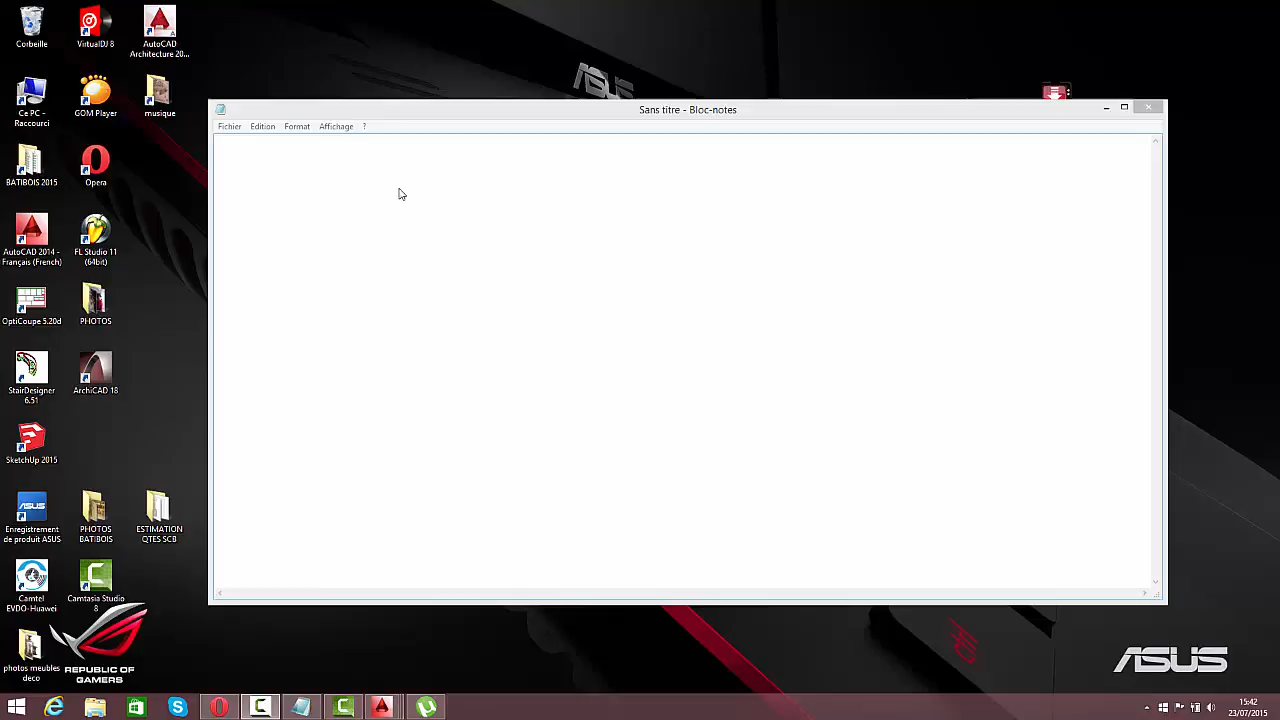 Corbeille
VirtualDJ 8
AutoCAD
Architecture 20...
ASUS
Ce PC -
Raccourci
GOM Player
musique
Sans titre - Bloc-notes
Fichier Edition Format Affichage ?
BATIBOIS 2015
Opera
AutoCAD 2014 -
Français (French)
FL Studio 11
(64bit)
OptiCoupe 5.20d
PHOTOS
StairDesigner
6.51
ArchiCAD 18
SketchUp 2015
Enregistrement
de produit ASUS
PHOTOS
BATIBOIS
ESTIMATION
QTES SCB
Camtel
EVDO-Huawei
Camtasia Studio
8
photos meubles
deco
REPUBLIC OF
GAMERS
ASUS
15:42
23/07/2015